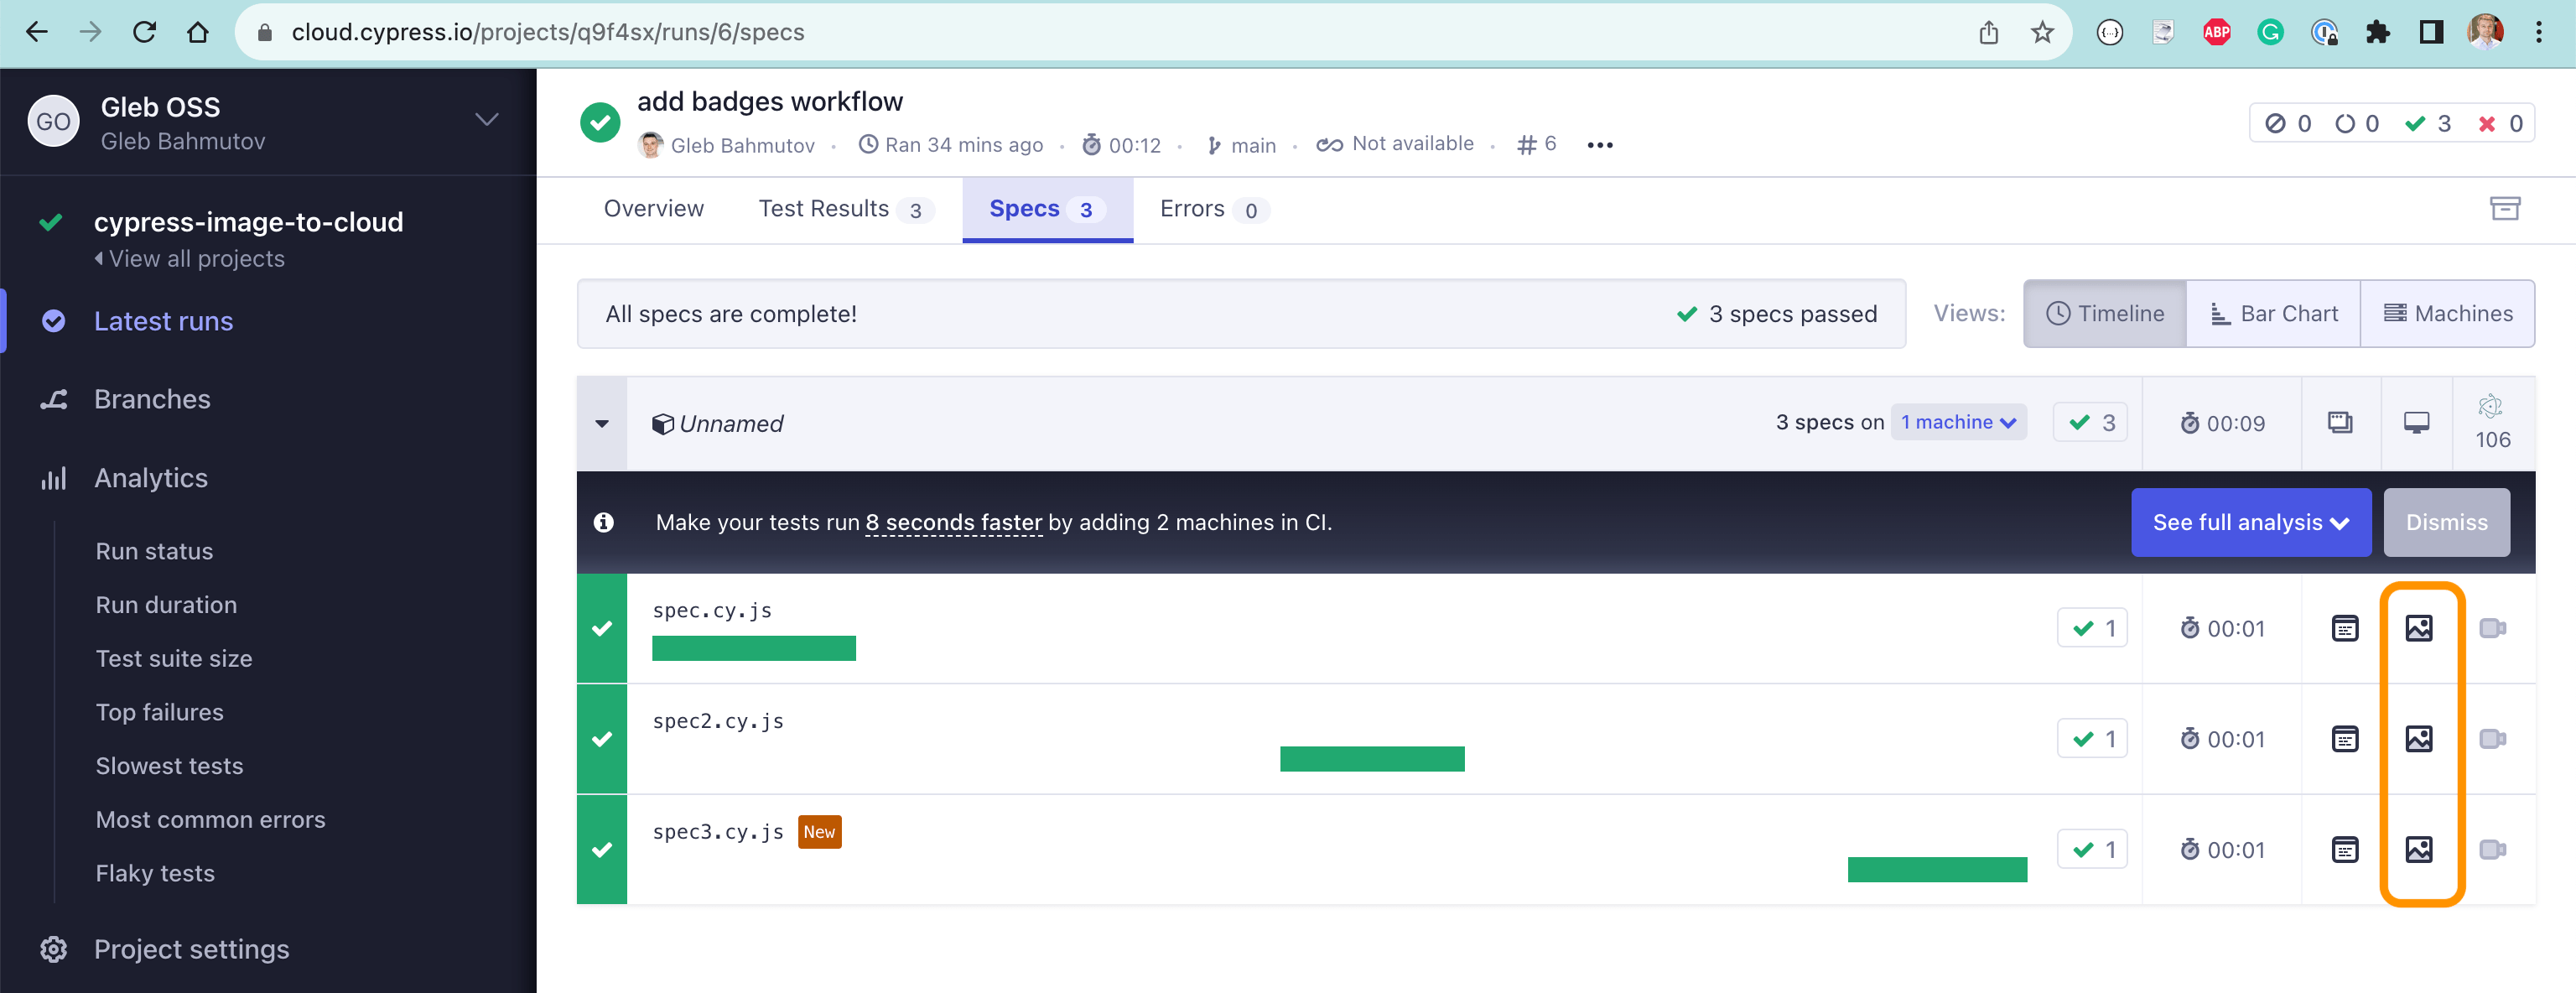 cloud.cypress.io/projects/q9f4sx/runs/6/specs
ABP
GO
Gleb OSS
Gleb Bahmutov
cypress-image-to-cloud
View all projects
Latest runs
Branches
Analytics
Run status
Run duration
Test suite size
Top failures
Slowest tests
Most common errors
Flaky tests
Project settings
add badges workflow
Gleb Bahmutov · Ran 34 mins ago · 00:12 · main · Not available · # 6
0 0 3 0
Overview Test Results 3 Specs 3 Errors 0
All specs are complete! 3 specs passed
Views: Timeline Bar Chart Machines
Unnamed 3 specs on 1 machine 3 00:09 106
Make your tests run 8 seconds faster by adding 2 machines in CI. See full analysis Dismiss
spec.cy.js 1 00:01
spec2.cy.js 1 00:01
spec3.cy.js New 1 00:01